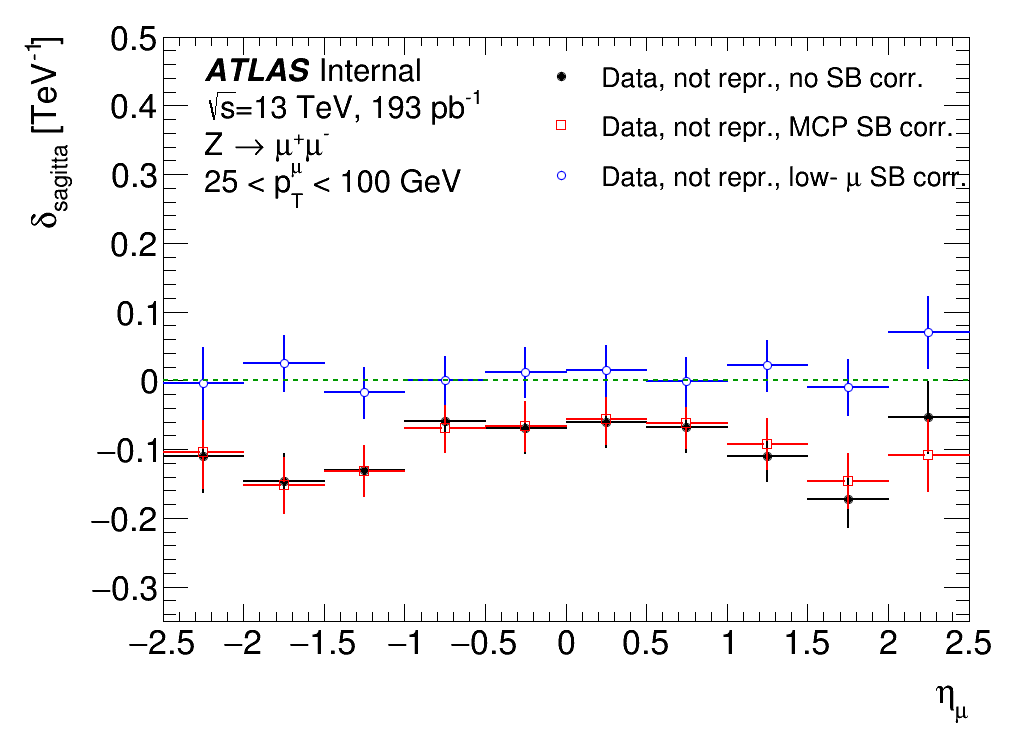 δsagitta [TeV-1]
0.5
0.4
0.3
0.2
0.1
0
−0.1
−0.2
−0.3
ATLAS Internal
√s=13 TeV, 193 pb-1
Z → μ+μ-
25 < pTμ < 100 GeV
Data, not repr., no SB corr.
Data, not repr., MCP SB corr.
Data, not repr., low- μ SB corr.
−2.5 −2 −1.5 −1 −0.5 0 0.5 1 1.5 2 2.5
ημ